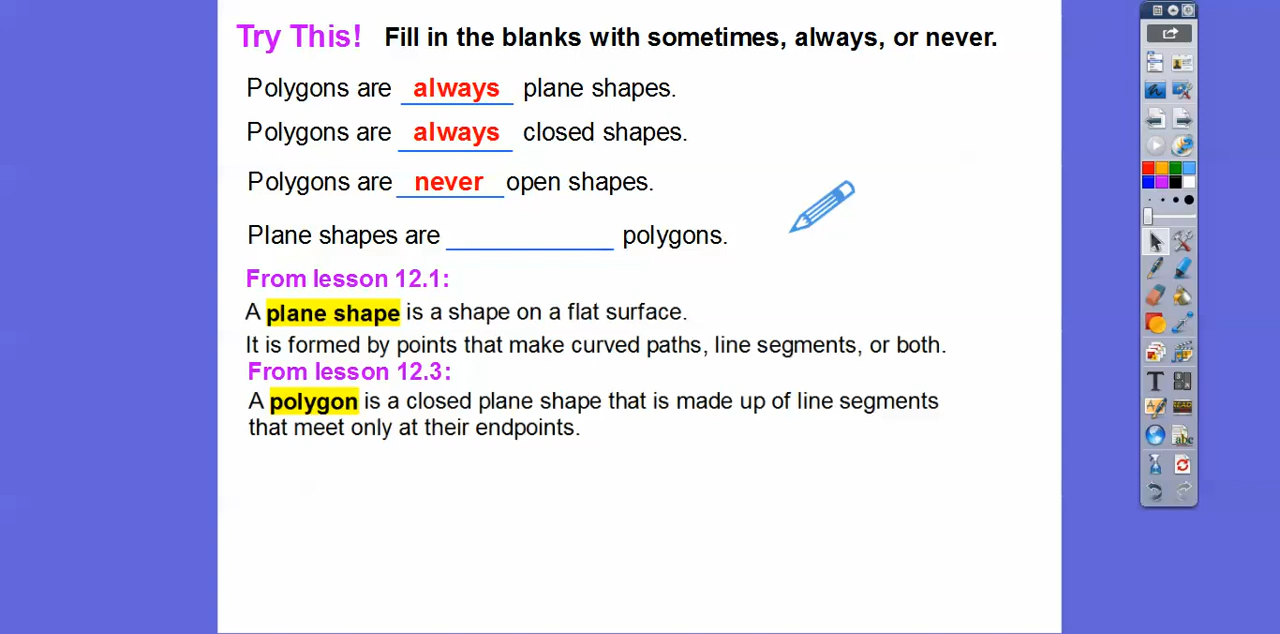 Try This! Fill in the blanks with sometimes, always, or never.
Polygons are always plane shapes.
Polygons are always closed shapes.
Polygons are never open shapes.
Plane shapes are ____________ polygons.
From lesson 12.1:
A plane shape is a shape on a flat surface.
It is formed by points that make curved paths, line segments, or both.
From lesson 12.3:
A polygon is a closed plane shape that is made up of line segments
that meet only at their endpoints.